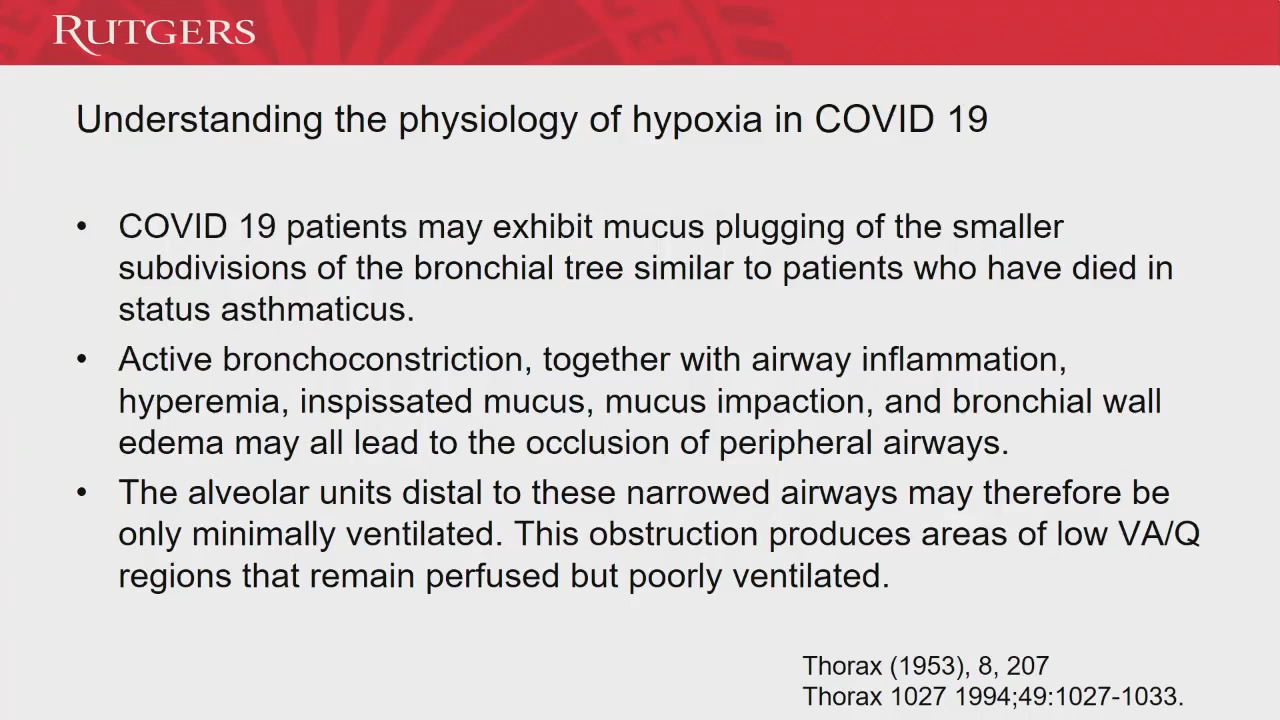 RUTGERS
Understanding the physiology of hypoxia in COVID 19
• COVID 19 patients may exhibit mucus plugging of the smaller
subdivisions of the bronchial tree similar to patients who have died in
status asthmaticus.
• Active bronchoconstriction, together with airway inflammation,
hyperemia, inspissated mucus, mucus impaction, and bronchial wall
edema may all lead to the occlusion of peripheral airways.
• The alveolar units distal to these narrowed airways may therefore be
only minimally ventilated. This obstruction produces areas of low VA/Q
regions that remain perfused but poorly ventilated.
Thorax (1953), 8, 207
Thorax 1027 1994;49:1027-1033.